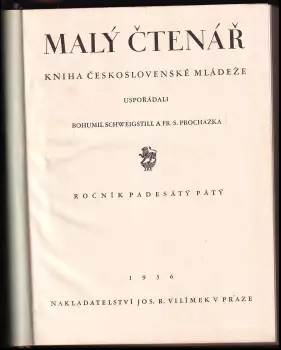 MALÝ ČTENÁŘ
KNIHA ČESKOSLOVENSKÉ MLÁDEŽE
USPOŘÁDALI
BOHUMIL SCHWEIGSTILL A FR. S. PROCHÁZKA
ROČNÍK PADESÁTÝ PÁTÝ
1936
NAKLADATELSTVÍ JOS. R. VILÍMEK V PRAZE